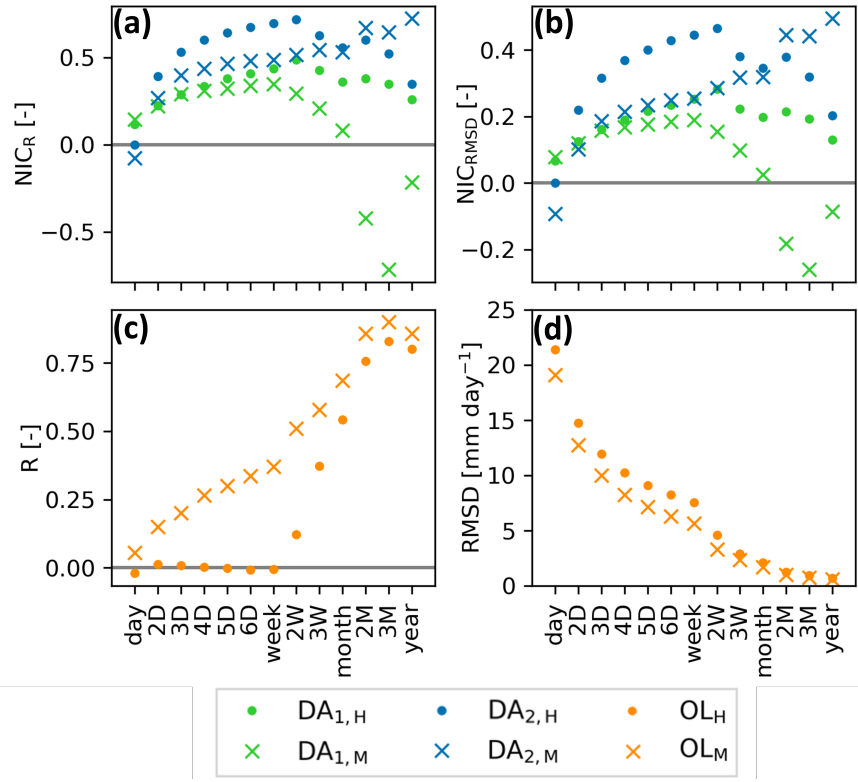 (a)
NIC_R [-]
0.5
0.0
−0.5
(b)
NIC_RMSD [-]
0.4
0.2
0.0
−0.2
(c)
R [-]
0.75
0.50
0.25
0.00
day 2D 3D 4D 5D 6D week 2W 3W month 2M 3M year
(d)
RMSD [mm day⁻¹]
25
20
15
10
5
0
day 2D 3D 4D 5D 6D week 2W 3W month 2M 3M year
DA_1,H DA_2,H OL_H
DA_1,M DA_2,M OL_M